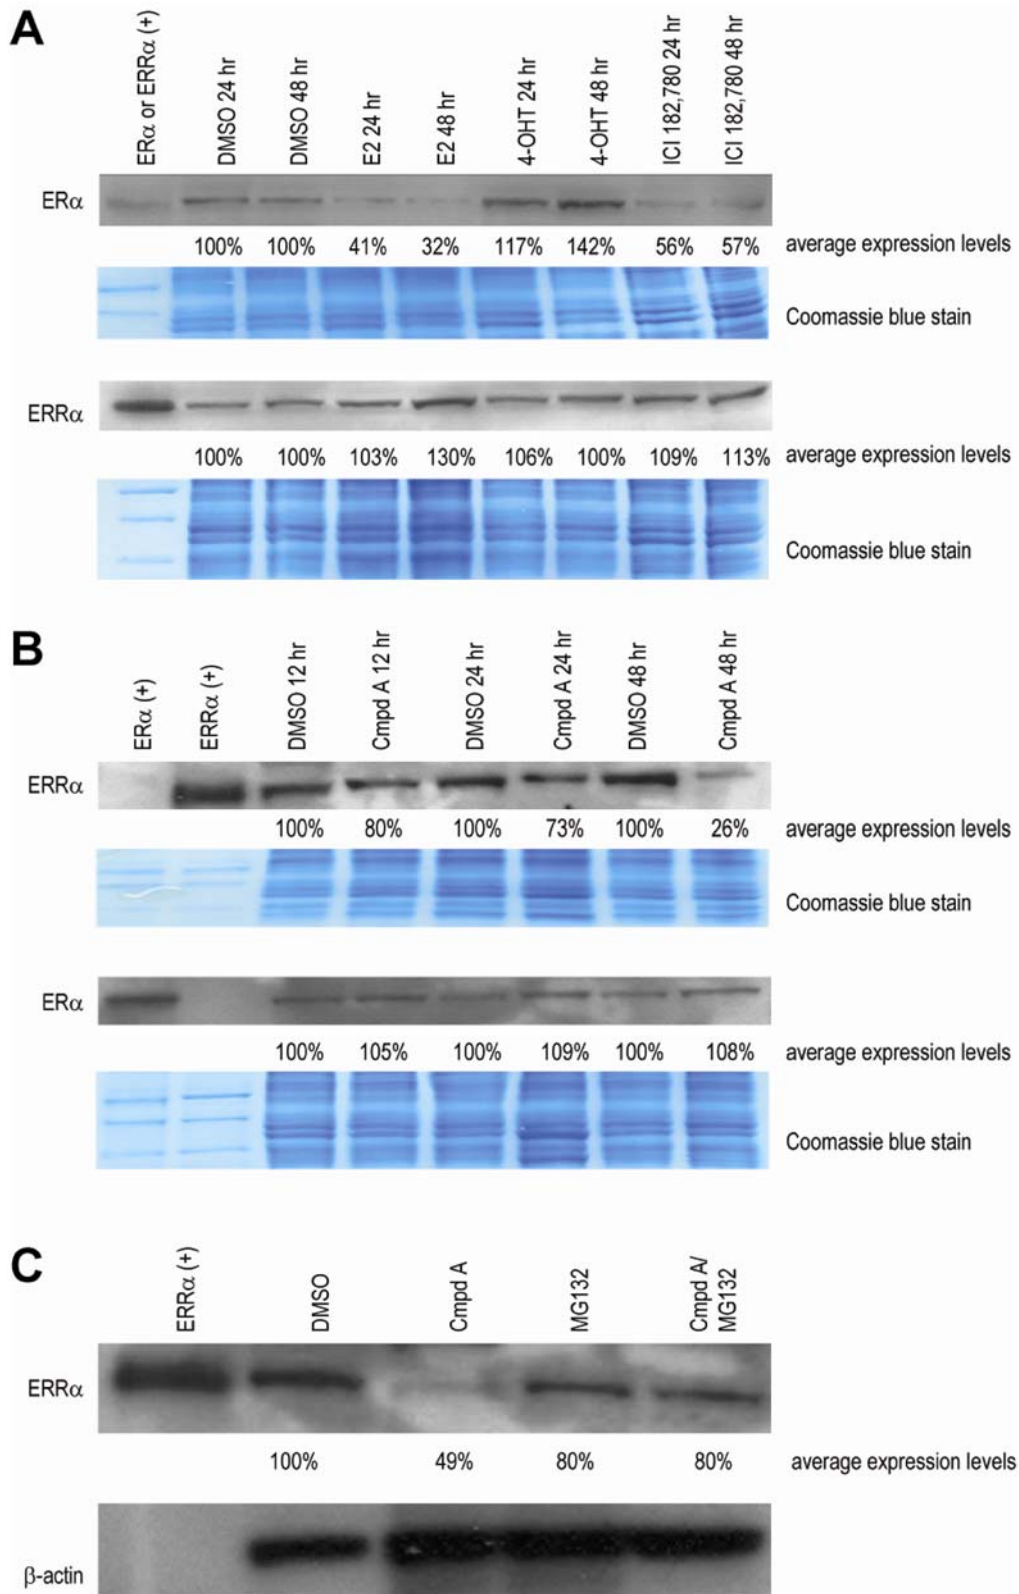 A
ERα or ERRα (+)
DMSO 24 hr
DMSO 48 hr
E2 24 hr
E2 48 hr
4-OHT 24 hr
4-OHT 48 hr
ICI 182,780 24 hr
ICI 182,780 48 hr
ERα
100% 100% 41% 32% 117% 142% 56% 57% average expression levels
Coomassie blue stain
ERRα
100% 100% 103% 130% 106% 100% 109% 113% average expression levels
Coomassie blue stain
B
ERα (+)
ERRα (+)
DMSO 12 hr
Cmpd A 12 hr
DMSO 24 hr
Cmpd A 24 hr
DMSO 48 hr
Cmpd A 48 hr
ERRα
100% 80% 100% 73% 100% 26% average expression levels
Coomassie blue stain
ERα
100% 105% 100% 109% 100% 108% average expression levels
Coomassie blue stain
C
ERRα (+)
DMSO
Cmpd A
MG132
Cmpd A/
MG132
ERRα
100% 49% 80% 80% average expression levels
β-actin